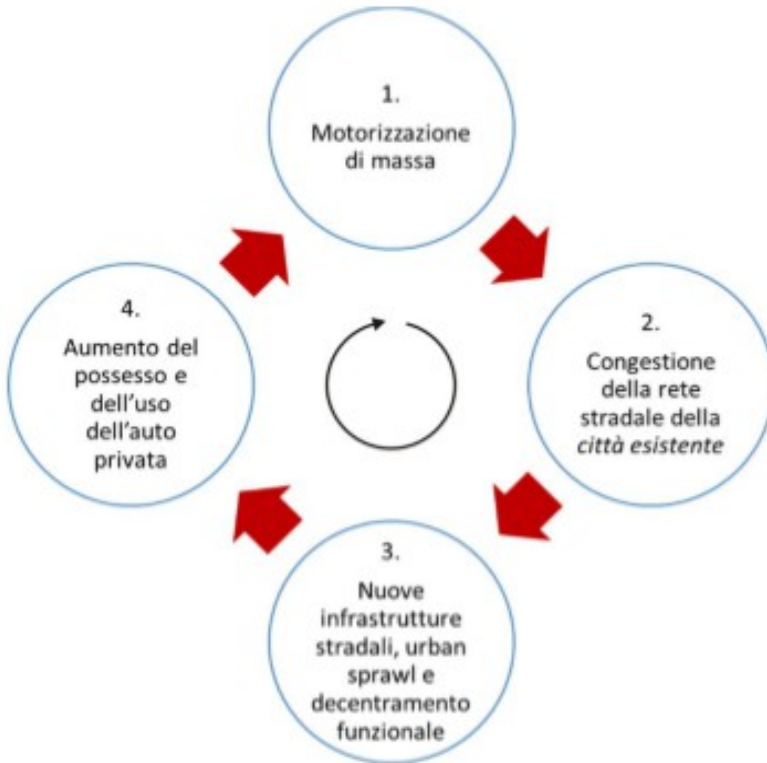 1.
Motorizzazione
di massa
2.
Congestione
della rete
stradale della
città esistente
3.
Nuove
infrastrutture
stradali, urban
sprawl e
decentramento
funzionale
4.
Aumento del
possesso e
dell'uso
dell'auto
privata